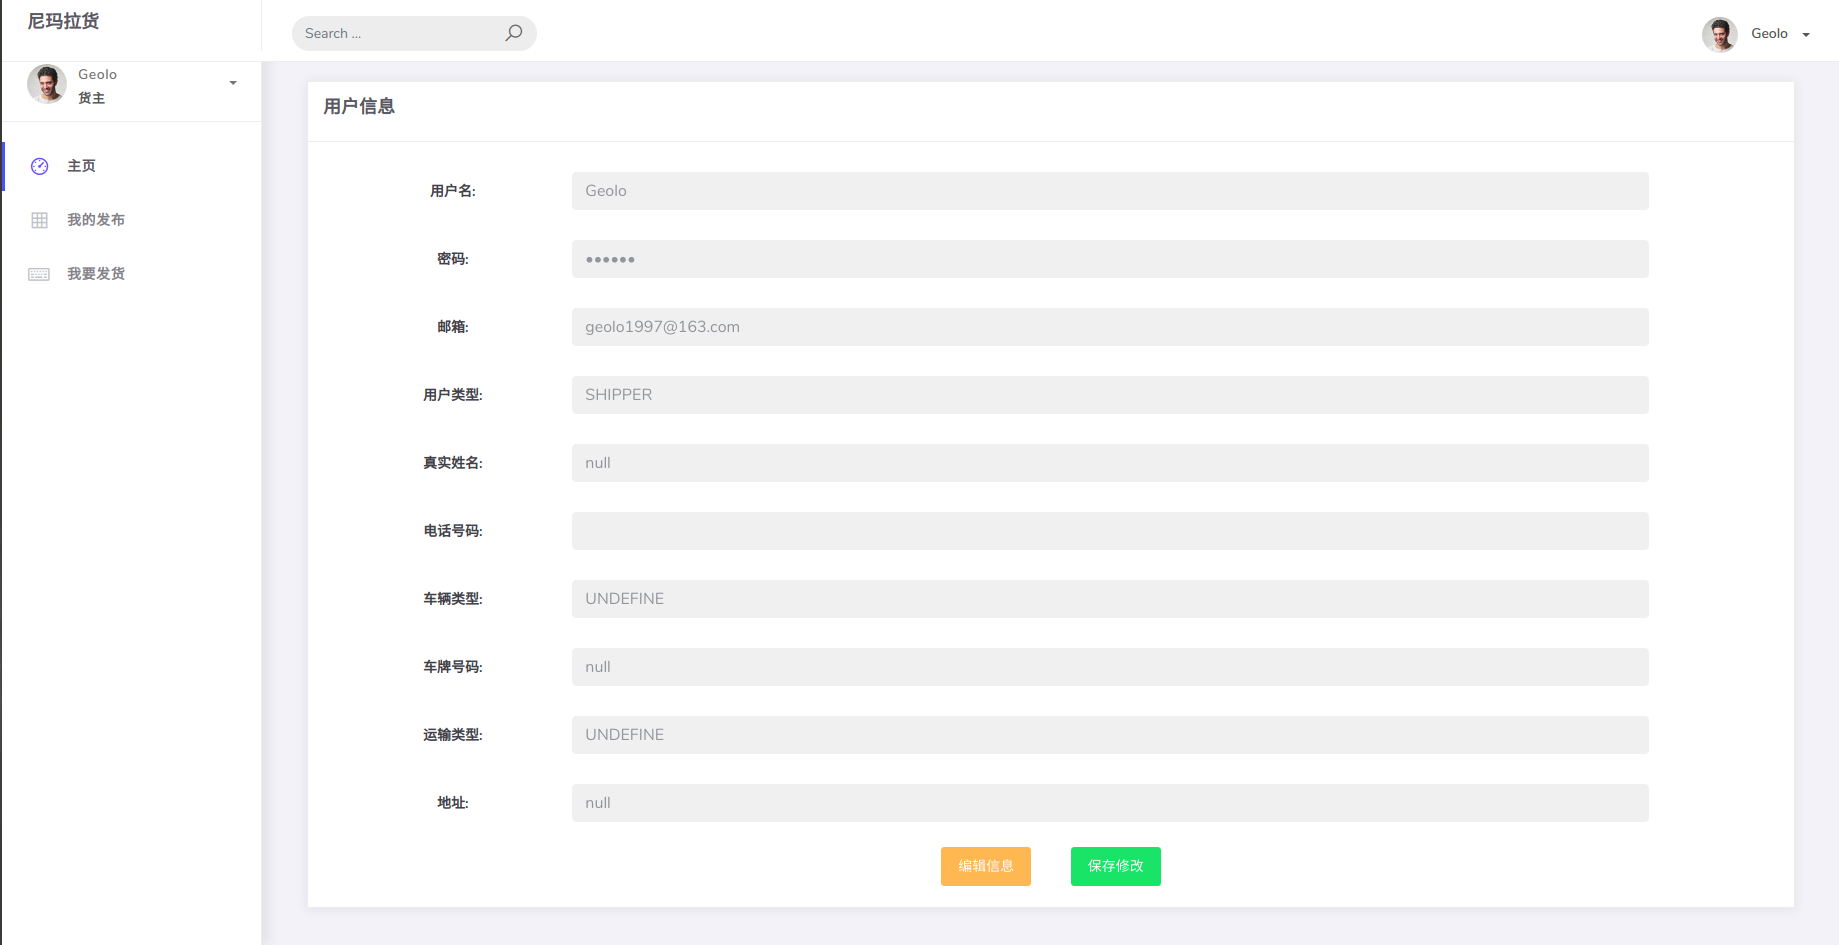 尼玛拉货
Search ...
Geolo
Geolo
货主
主页
我的发布
我要发货
用户信息
用户名: Geolo
密码: ••••••
邮箱: geolo1997@163.com
用户类型: SHIPPER
真实姓名: null
电话号码:
车辆类型: UNDEFINE
车牌号码: null
运输类型: UNDEFINE
地址: null
编辑信息 保存修改